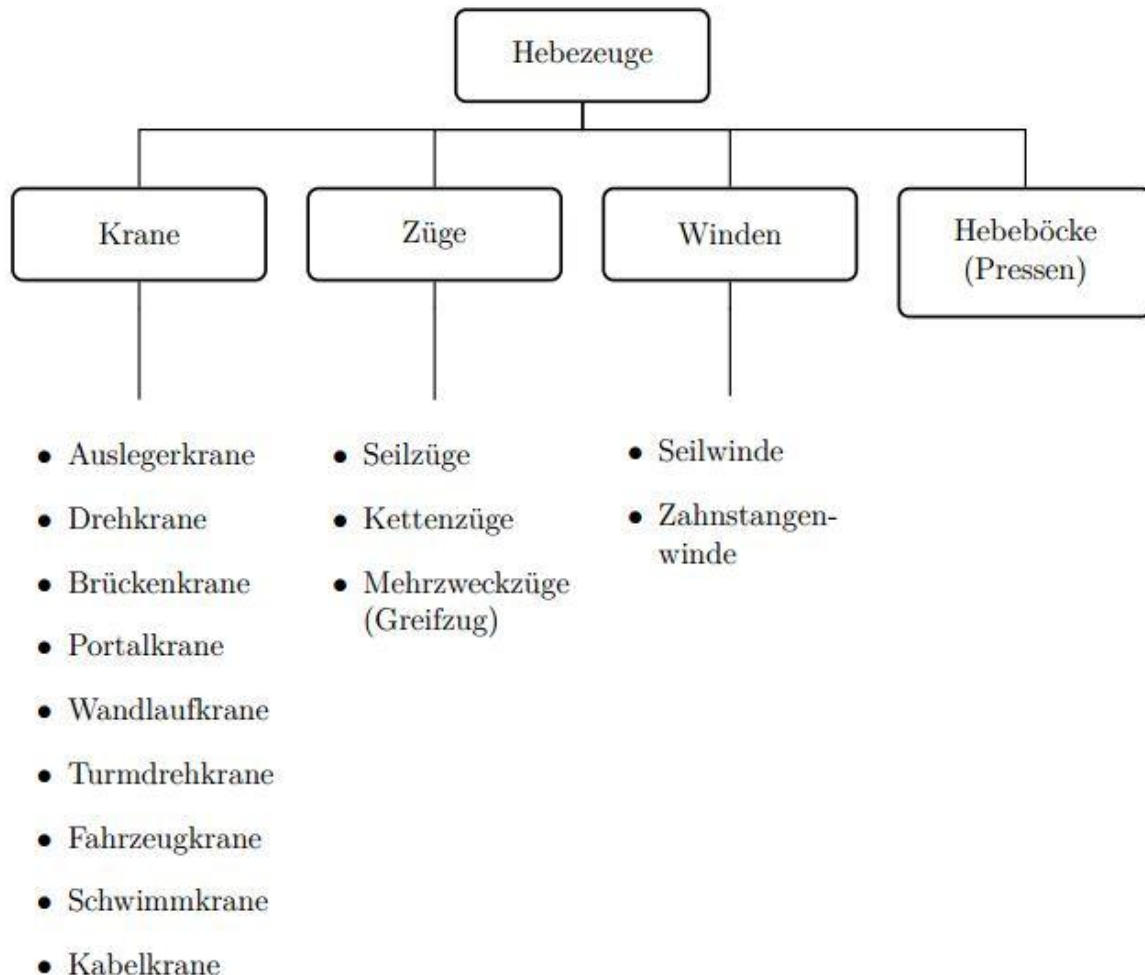 Hebezeuge
Krane
Züge
Winden
Hebeböcke
(Pressen)
• Auslegerkrane
• Drehkrane
• Brückenkrane
• Portalkrane
• Wandlaufkrane
• Turmdrehkrane
• Fahrzeugkrane
• Schwimmkrane
• Kabelkrane
• Seilzüge
• Kettenzüge
• Mehrzweckzüge
(Greifzug)
• Seilwinde
• Zahnstangen-
winde